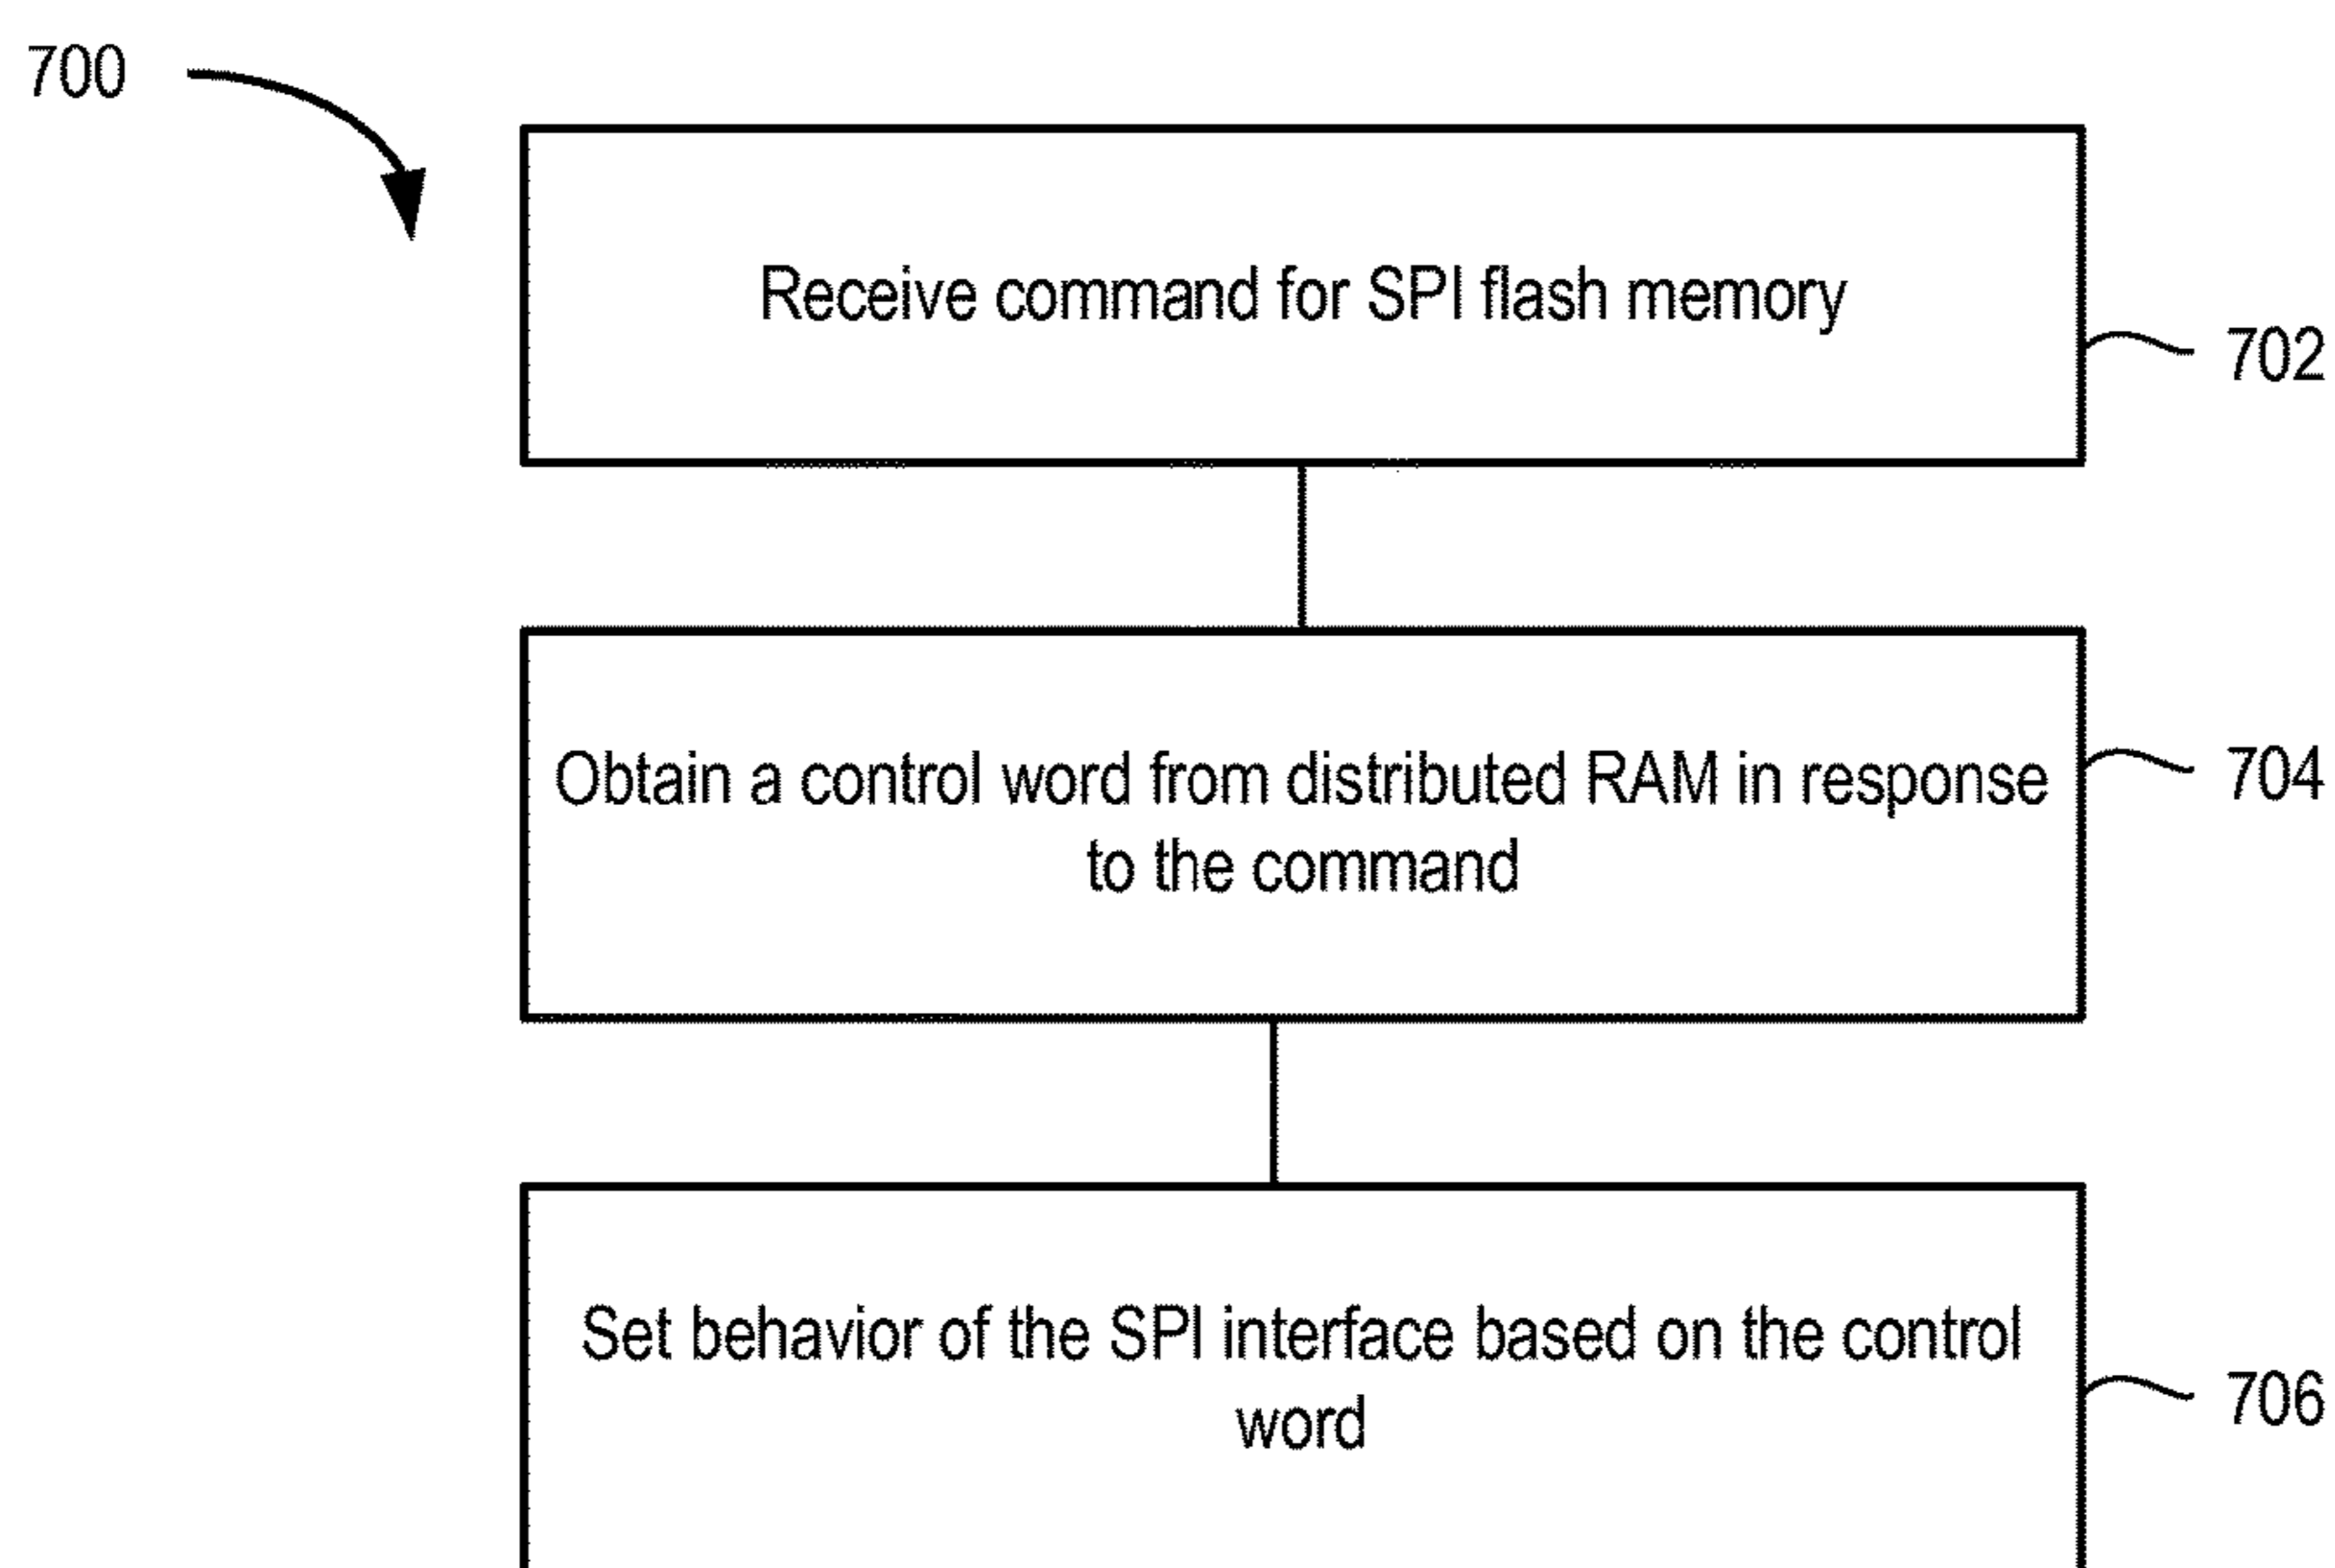 700
Receive command for SPI flash memory
702
Obtain a control word from distributed RAM in response
to the command
704
Set behavior of the SPI interface based on the control
word
706